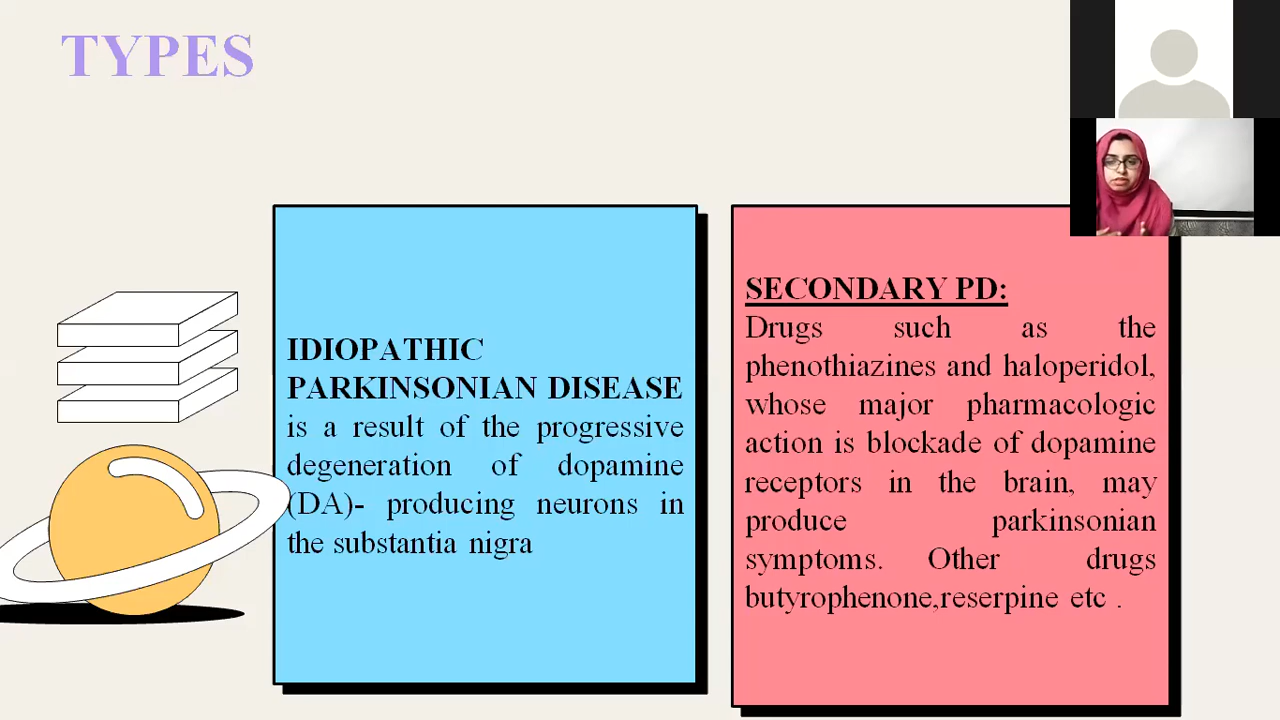 TYPES
IDIOPATHIC
PARKINSONIAN DISEASE
is a result of the progressive
degeneration of dopamine
(DA)- producing neurons in
the substantia nigra
SECONDARY PD:
Drugs such as the
phenothiazines and haloperidol,
whose major pharmacologic
action is blockade of dopamine
receptors in the brain, may
produce parkinsonian
symptoms. Other drugs
butyrophenone,reserpine etc .